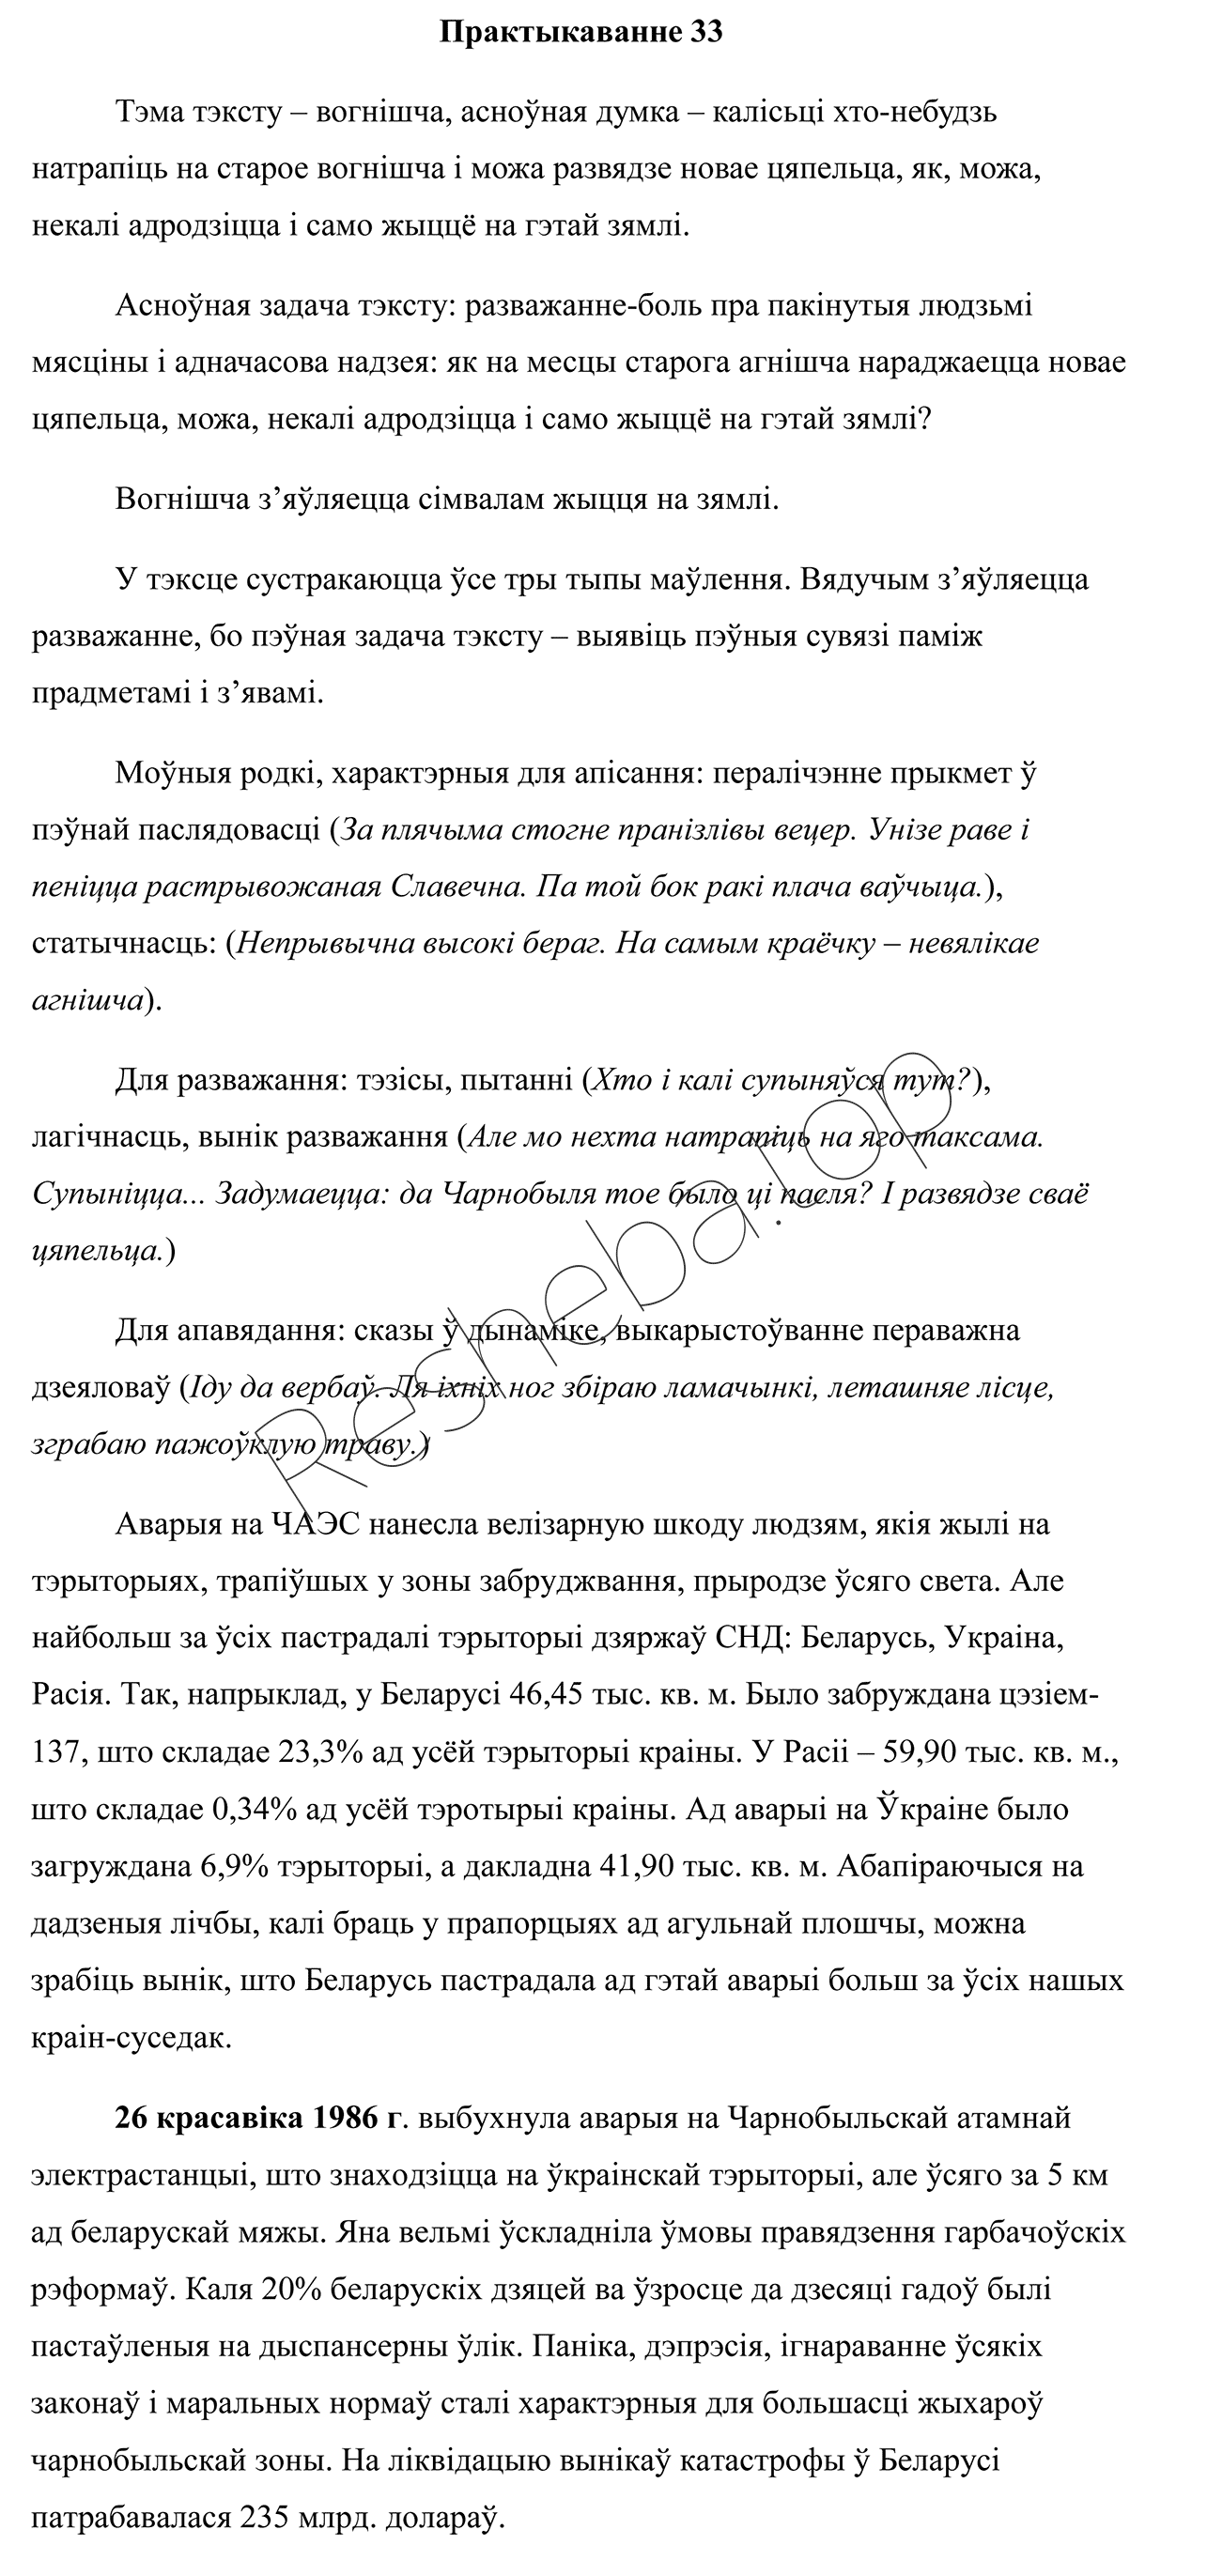 Практыкаванне 33
Тэма тэксту – вогнішча, асноўная думка – калісьці хто-небудзь
натрапіць на старое вогнішча і можа развядзе новае цяпельца, як, можа,
некалі адродзіцца і само жыццё на гэтай зямлі.
Асноўная задача тэксту: разважанне-боль пра пакінутыя людзьмі
мясціны і адначасова надзея: як на месцы старога агнішча нараджаецца новае
цяпельца, можа, некалі адродзіцца і само жыццё на гэтай зямлі?
Вогнішча з’яўляецца сімвалам жыцця на зямлі.
У тэксце сустракаюцца ўсе тры тыпы маўлення. Вядучым з’яўляецца
разважанне, бо пэўная задача тэксту – выявіць пэўныя сувязі паміж
прадметамі і з’явамі.
Моўныя родкі, характэрныя для апісання: пералічэнне прыкмет ў
пэўнай паслядовасці (За плячыма стогне пранізлівы вецер. Унізе раве і
пеніцца растрывожаная Славечна. Па той бок ракі плача ваўчыца.),
статычнасць: (Непрывычна высокі бераг. На самым краёчку – невялікае
агнішча).
Для разважання: тэзісы, пытанні (Хто і калі супыняўся тут?),
лагічнасць, вынік разважання (Але мо нехта натрапіць на яго таксама.
Супыніцца... Задумаецца: да Чарнобыля тое было ці пасля? І развядзе сваё
цяпельца.)
Для апавядання: сказы ў дынаміке, выкарыстоўванне пераважна
дзеяловаў (Іду да вербаў. Ля іхніх ног збіраю ламачынкі, леташняе лісце,
зграбаю пажоўклую траву.)
Аварыя на ЧАЭС нанесла велізарную шкоду людзям, якія жылі на
тэрыторыях, трапіўшых у зоны забруджвання, прыродзе ўсяго света. Але
найбольш за ўсіх пастрадалі тэрыторыі дзяржаў СНД: Беларусь, Украіна,
Расія. Так, напрыклад, у Беларусі 46,45 тыс. кв. м. Было забруждана цэзіем-
137, што складае 23,3% ад усёй тэрыторыі краіны. У Расіі – 59,90 тыс. кв. м.,
што складае 0,34% ад усёй тэротырыі краіны. Ад аварыі на Ўкраіне было
загруждана 6,9% тэрыторыі, а дакладна 41,90 тыс. кв. м. Абапіраючыся на
дадзеныя лічбы, калі браць у прапорцыях ад агульнай плошчы, можна
зрабіць вынік, што Беларусь пастрадала ад гэтай аварыі больш за ўсіх нашых
краін-суседак.
26 красавіка 1986 г. выбухнула аварыя на Чарнобыльскай атамнай
электрастанцыі, што знаходзіцца на ўкраінскай тэрыторыі, але ўсяго за 5 км
ад беларускай мяжы. Яна вельмі ўскладніла ўмовы правядзення гарбачоўскіх
рэформаў. Каля 20% беларускіх дзяцей ва ўзросце да дзесяці гадоў былі
пастаўленыя на дыспансерны ўлік. Паніка, дэпрэсія, ігнараванне ўсякіх
законаў і маральных нормаў сталі характэрныя для большасці жыхароў
чарнобыльскай зоны. На ліквідацыю вынікаў катастрофы ў Беларусі
патрабавалася 235 млрд. долараў.
Resheba.top